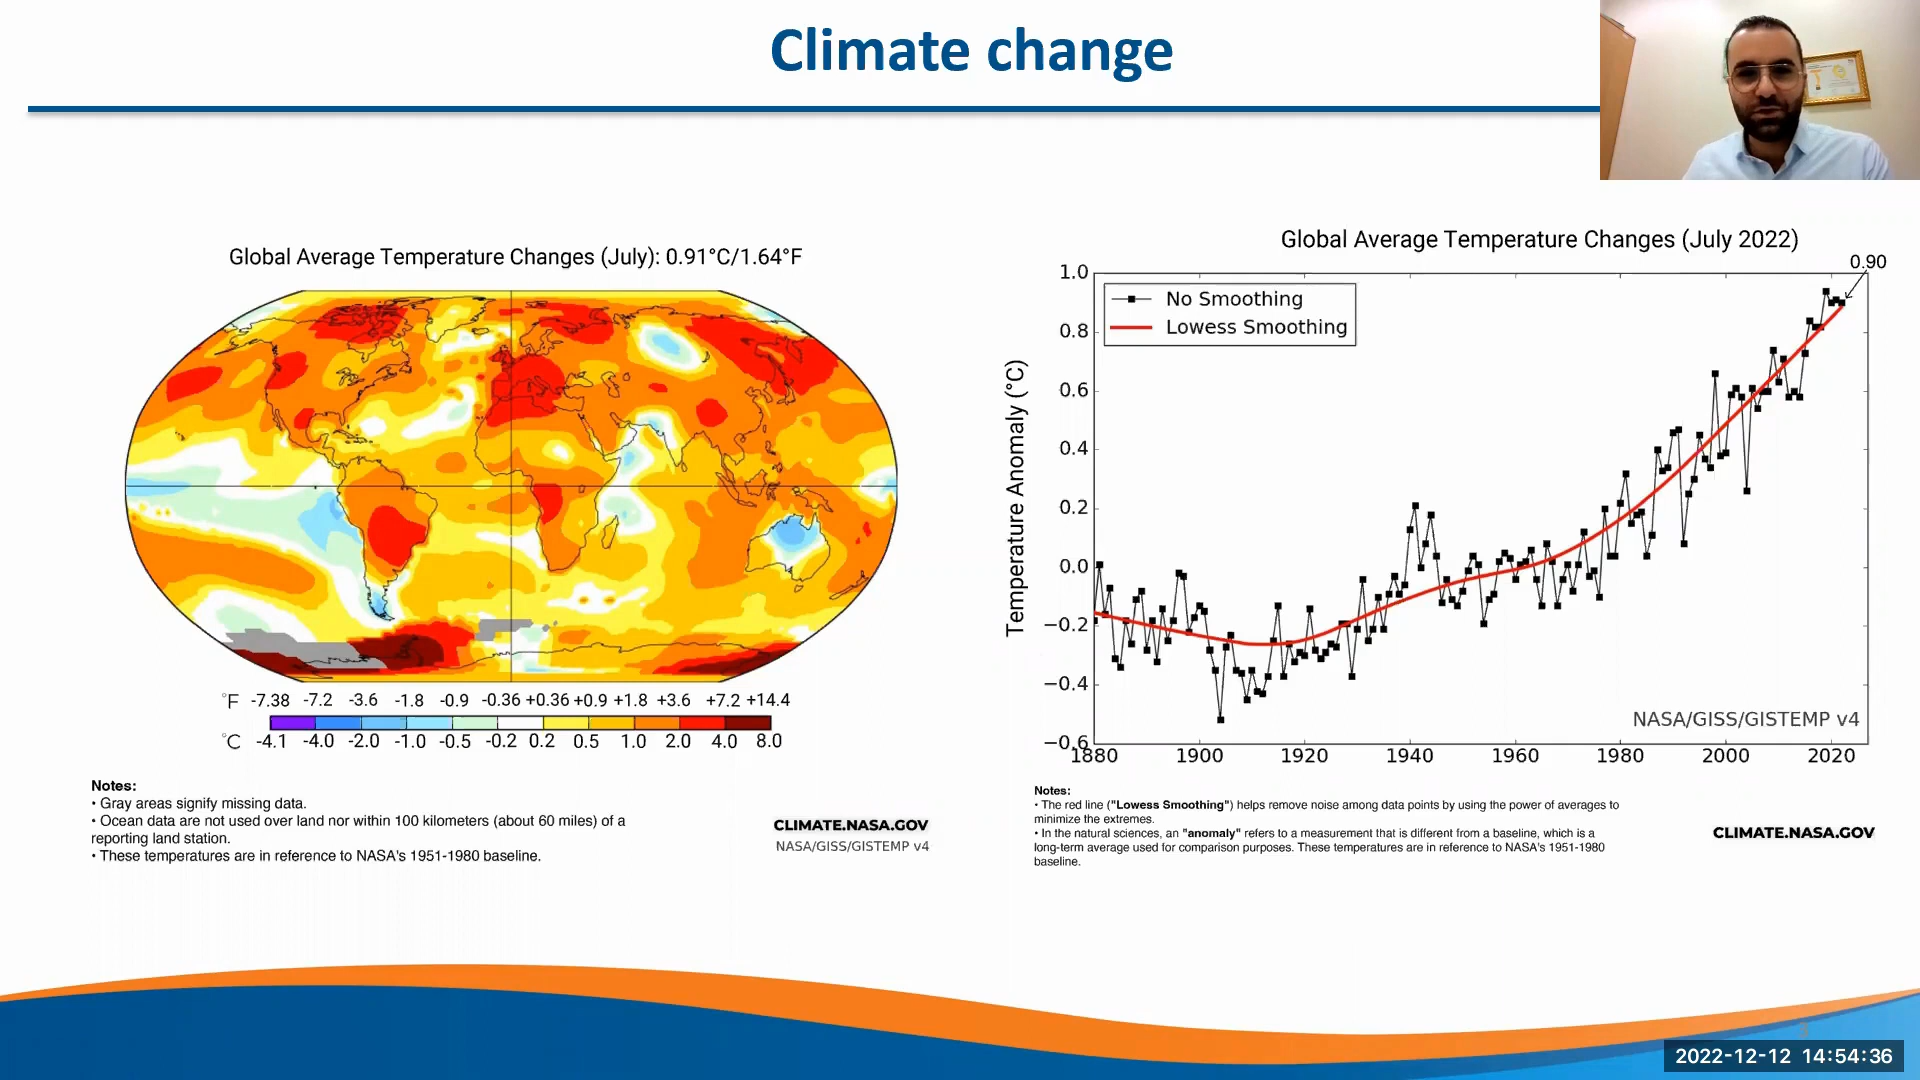 Climate change
Global Average Temperature Changes (July): 0.91°C/1.64°F
°F -7.38 -7.2 -3.6 -1.8 -0.9 -0.36 +0.36 +0.9 +1.8 +3.6 +7.2 +14.4
°C -4.1 -4.0 -2.0 -1.0 -0.5 -0.2 0.2 0.5 1.0 2.0 4.0 8.0
Notes:
• Gray areas signify missing data.
• Ocean data are not used over land nor within 100 kilometers (about 60 miles) of a
reporting land station.
• These temperatures are in reference to NASA's 1951-1980 baseline.
CLIMATE.NASA.GOV
NASA/GISS/GISTEMP v4
Global Average Temperature Changes (July 2022)
0.90
No Smoothing
Lowess Smoothing
Temperature Anomaly (°C)
1.0
0.8
0.6
0.4
0.2
0.0
−0.2
−0.4
−0.6
NASA/GISS/GISTEMP v4
1880 1900 1920 1940 1960 1980 2000 2020
Notes:
• The red line ("Lowess Smoothing") helps remove noise among data points by using the power of averages to
minimize the extremes.
• In the natural sciences, an "anomaly" refers to a measurement that is different from a baseline, which is a
long-term average used for comparison purposes. These temperatures are in reference to NASA's 1951-1980
baseline.
CLIMATE.NASA.GOV
2022-12-12 14:54:36